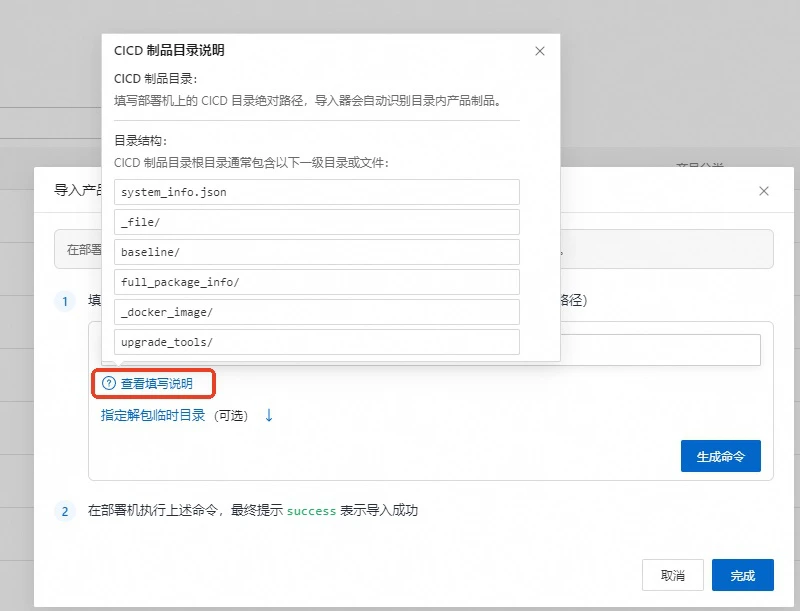 CICD 制品目录说明
CICD 制品目录:
填写部署机上的 CICD 目录绝对路径，导入器会自动识别目录内产品制品。
目录结构:
CICD 制品目录根目录通常包含以下一级目录或文件:
system_info.json
_file/
baseline/
full_package_info/
_docker_image/
upgrade_tools/
导入产
在部署
1 填
路径）
? 查看填写说明
指定解包临时目录 （可选） ↓
生成命令
2 在部署机执行上述命令，最终提示 success 表示导入成功
取消
完成